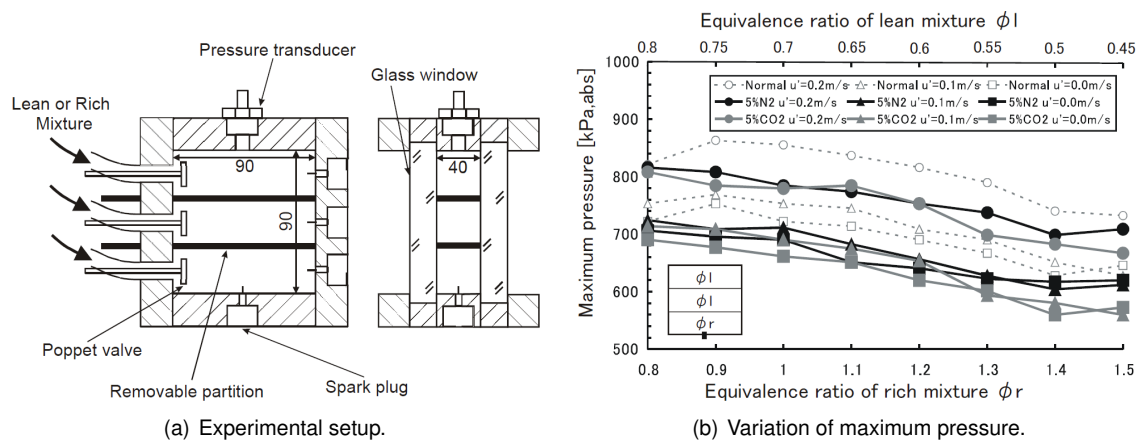 Pressure transducer
Glass window
Lean or Rich
Mixture
90
90
40
Poppet valve
Removable partition
Spark plug
(a) Experimental setup.
Equivalence ratio of lean mixture ϕl
0.8 0.75 0.7 0.65 0.6 0.55 0.5 0.45
Maximum pressure [kPa,abs]
1000
900
800
700
600
500
Normal u'=0.2m/s Normal u'=0.1m/s Normal u'=0.0m/s
5%N2 u'=0.2m/s 5%N2 u'=0.1m/s 5%N2 u'=0.0m/s
5%CO2 u'=0.2m/s 5%CO2 u'=0.1m/s 5%CO2 u'=0.0m/s
ϕl
ϕl
ϕr
0.8 0.9 1 1.1 1.2 1.3 1.4 1.5
Equivalence ratio of rich mixture ϕr
(b) Variation of maximum pressure.